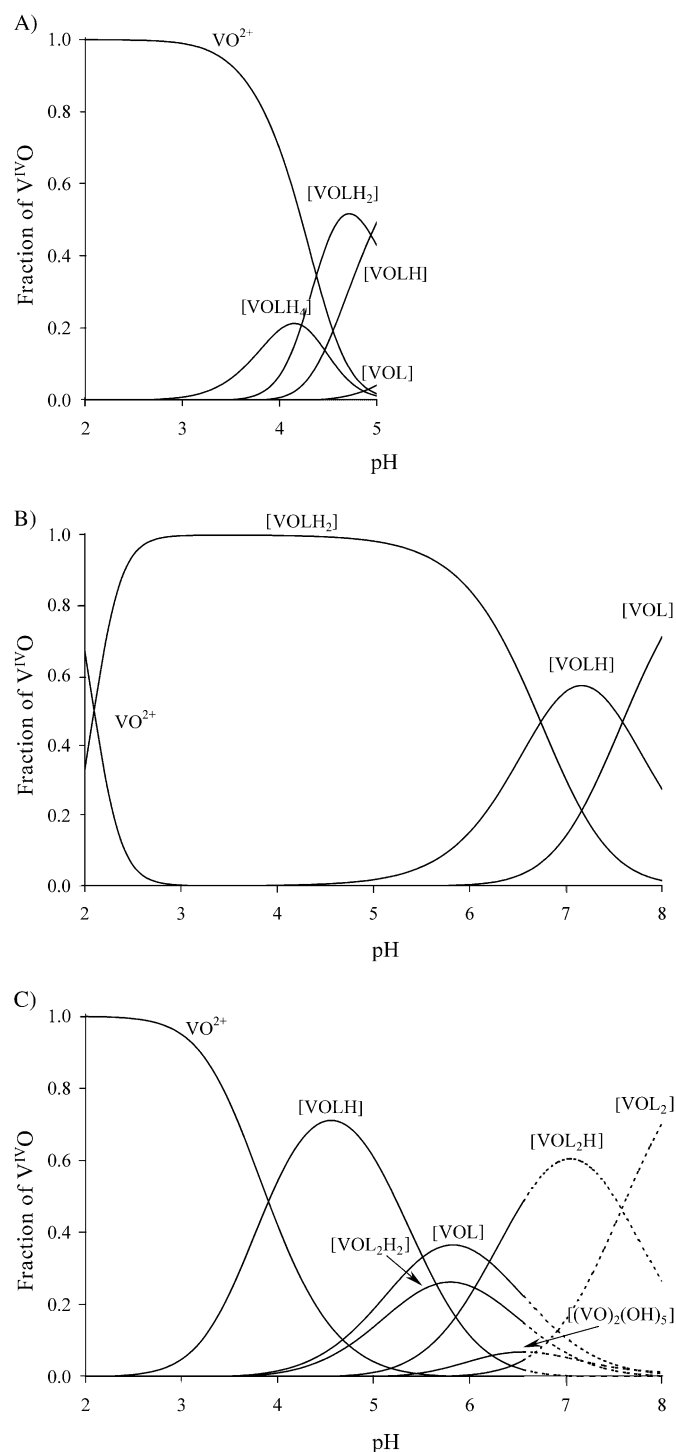 A)
1.0
VO²⁺
0.8
[VOLH₂]
0.6
Fraction of VᴵⱽO
0.4
[VOLH]
[VOLH₄]
0.2
[VOL]
0.0
2 3 4 5
pH
B)
[VOLH₂]
1.0
0.8
[VOL]
[VOLH]
0.6
Fraction of VᴵⱽO
VO²⁺
0.4
0.2
0.0
2 3 4 5 6 7 8
pH
C)
1.0
VO²⁺
0.8
[VOLH]
[VOL₂]
[VOL₂H]
0.6
Fraction of VᴵⱽO
0.4
[VOL₂H₂]
[VOL]
0.2
[(VO)₂(OH)₅]
0.0
2 3 4 5 6 7 8
pH